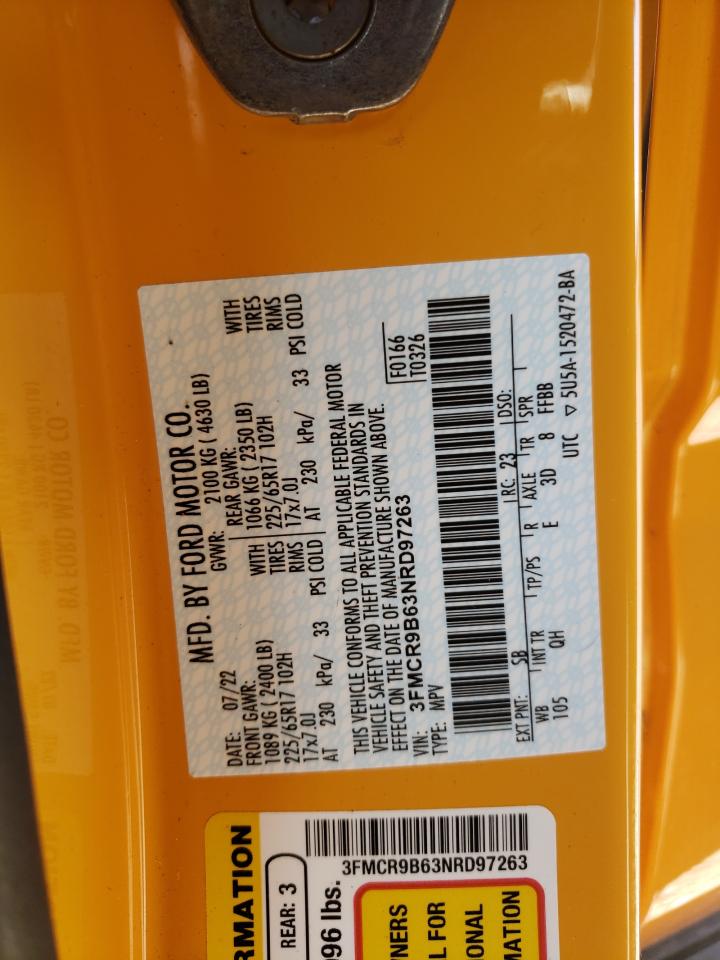 MFD. BY FORD MOTOR CO.
DATE: 07/22 GVWR: 2100 KG ( 4630 LB)
FRONT GAWR: REAR GAWR:
1089 KG ( 2400 LB) WITH 1066 KG ( 2350 LB) WITH
225/65R17 102H TIRES 225/65R17 102H TIRES
17x7.0J RIMS 17x7.0J RIMS
AT 230 kPa/ 33 PSI COLD AT 230 kPa/ 33 PSI COLD
THIS VEHICLE CONFORMS TO ALL APPLICABLE FEDERAL MOTOR
VEHICLE SAFETY AND THEFT PREVENTION STANDARDS IN
EFFECT ON THE DATE OF MANUFACTURE SHOWN ABOVE.
VIN: 3FMCR9B63NRD97263 F0166
TYPE: MPV T0326
EXT PNT: SB RC: 23 DSO:
WB INT TR TP/PS R AXLE TR SPR
105 QH E 3D 8 FFBB
UTC ▽ 5U5A-1520472-BA
RMATION
REAR: 3
3FMCR9B63NRD97263
96 lbs.
NERS
L FOR
ONAL
MATION